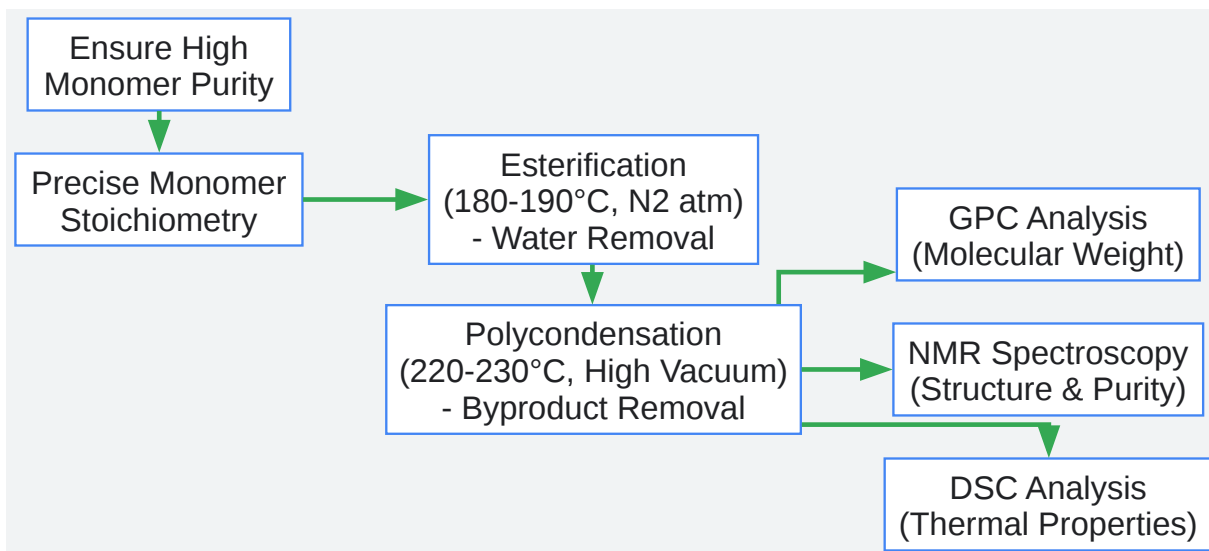 Ensure High
Monomer Purity
Precise Monomer
Stoichiometry
Esterification
(180-190°C, N2 atm)
- Water Removal
Polycondensation
(220-230°C, High Vacuum)
- Byproduct Removal
GPC Analysis
(Molecular Weight)
NMR Spectroscopy
(Structure & Purity)
DSC Analysis
(Thermal Properties)